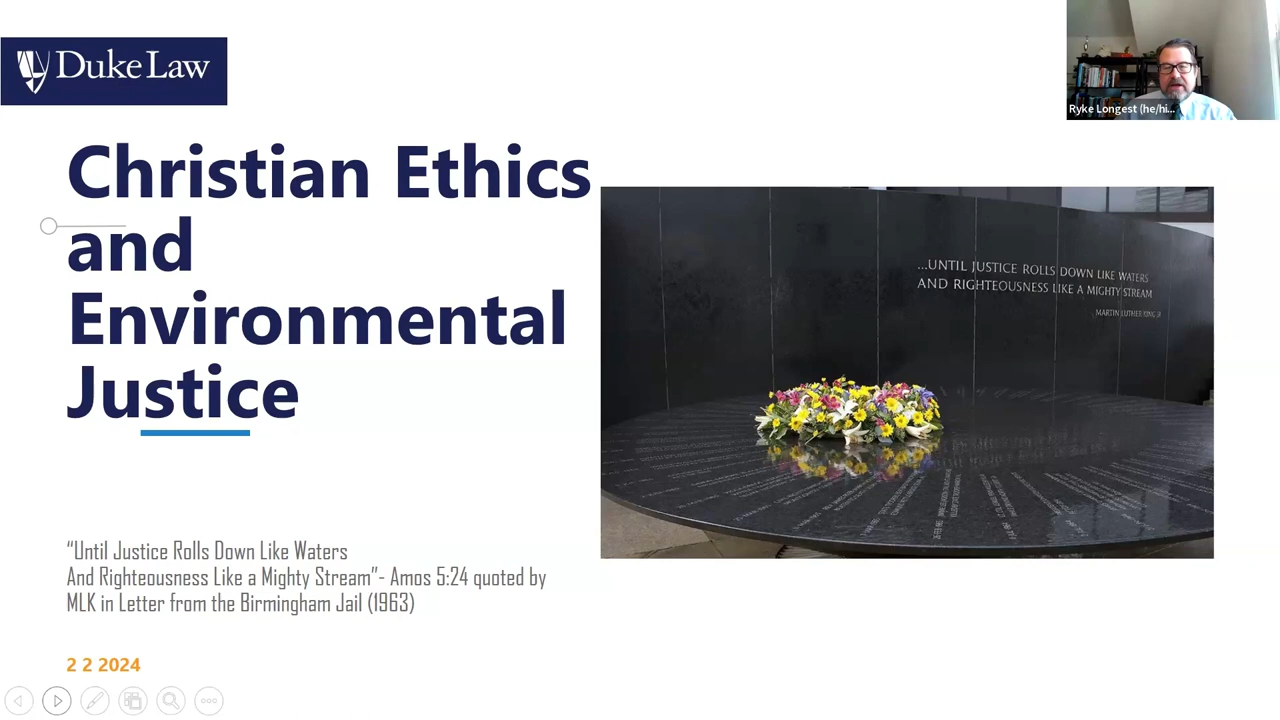 Duke Law
Ryke Longest (he/hi...
Christian Ethics
and
Environmental
Justice
...UNTIL JUSTICE ROLLS DOWN LIKE WATERS
AND RIGHTEOUSNESS LIKE A MIGHTY STREAM
MARTIN LUTHER KING JR
“Until Justice Rolls Down Like Waters
And Righteousness Like a Mighty Stream”- Amos 5:24 quoted by
MLK in Letter from the Birmingham Jail (1963)
2 2 2024